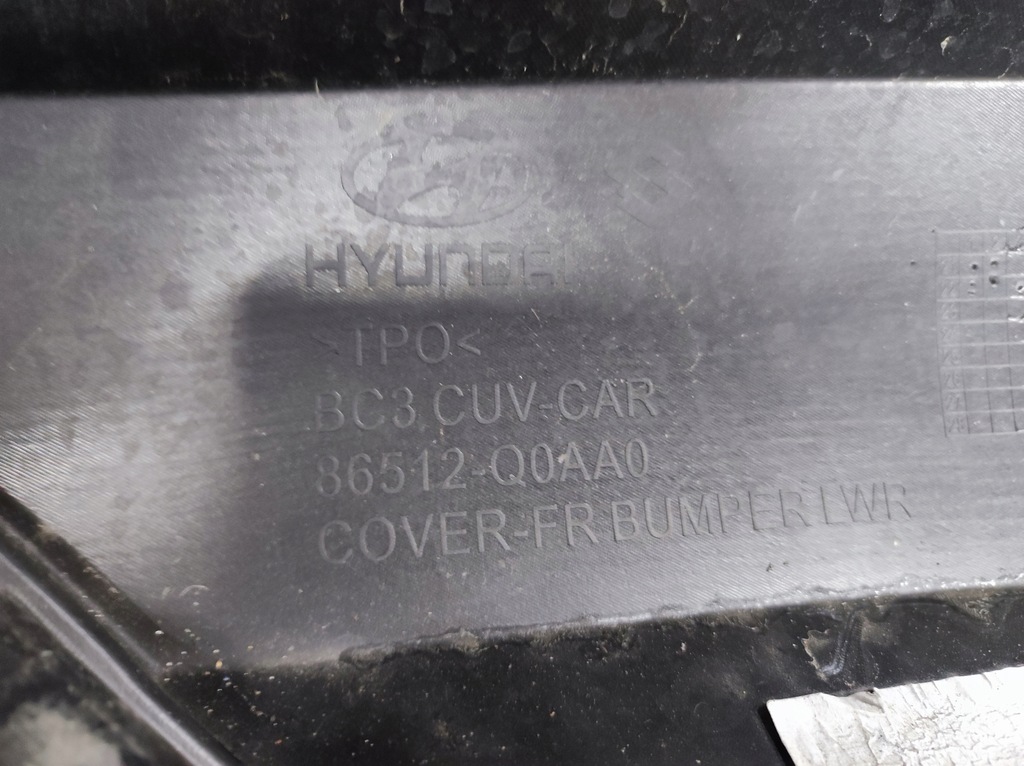 HYUNDAI
>TPO<
BC3 CUV-CAR
86512-Q0AA0
COVER-FR BUMPER LWR